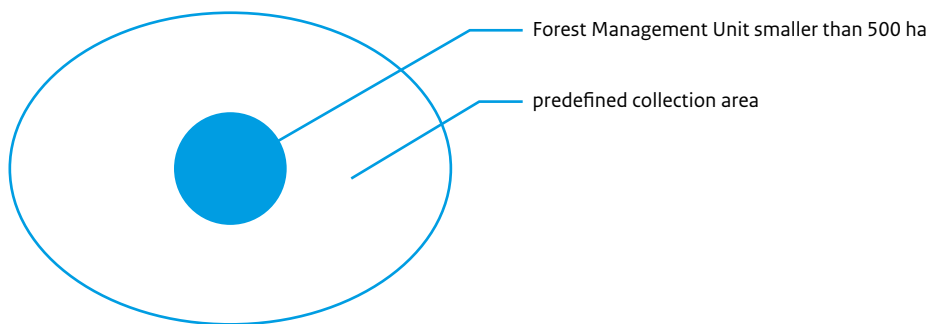 Forest Management Unit smaller than 500 ha
predefined collection area